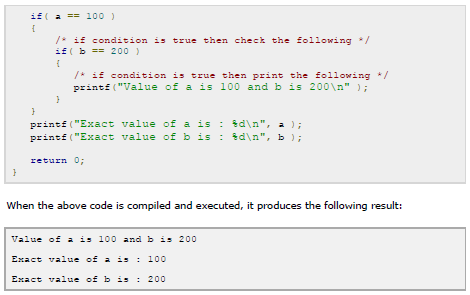 if( a == 100 )
{
/* if condition is true then check the following */
if( b == 200 )
{
/* if condition is true then print the following */
printf("Value of a is 100 and b is 200\n" );
}
}
printf("Exact value of a is : %d\n", a );
printf("Exact value of b is : %d\n", b );
return 0;
}
When the above code is compiled and executed, it produces the following result:
Value of a is 100 and b is 200
Exact value of a is : 100
Exact value of b is : 200